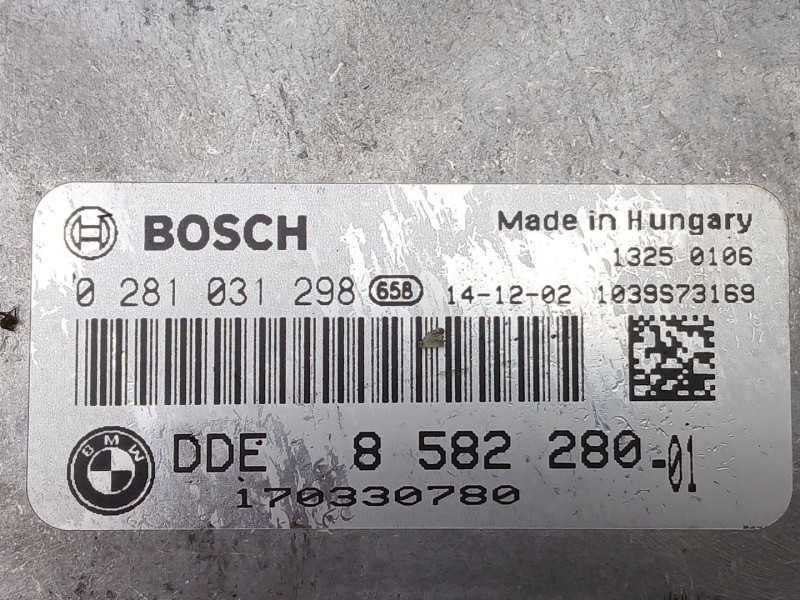 BOSCH Made in Hungary
1325 0106
0 281 031 298 658 14-12-02 1039S73169
BMW DDE 8 582 280-01
170330780